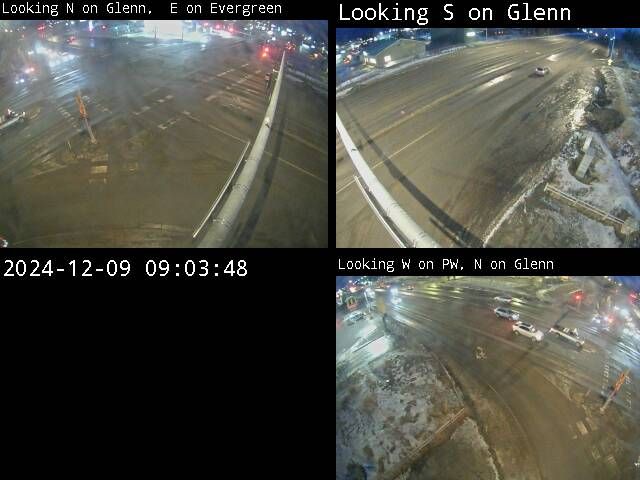 Looking N on Glenn,  E on Evergreen
Looking S on Glenn
2024-12-09 09:03:48
Looking W on PW, N on Glenn